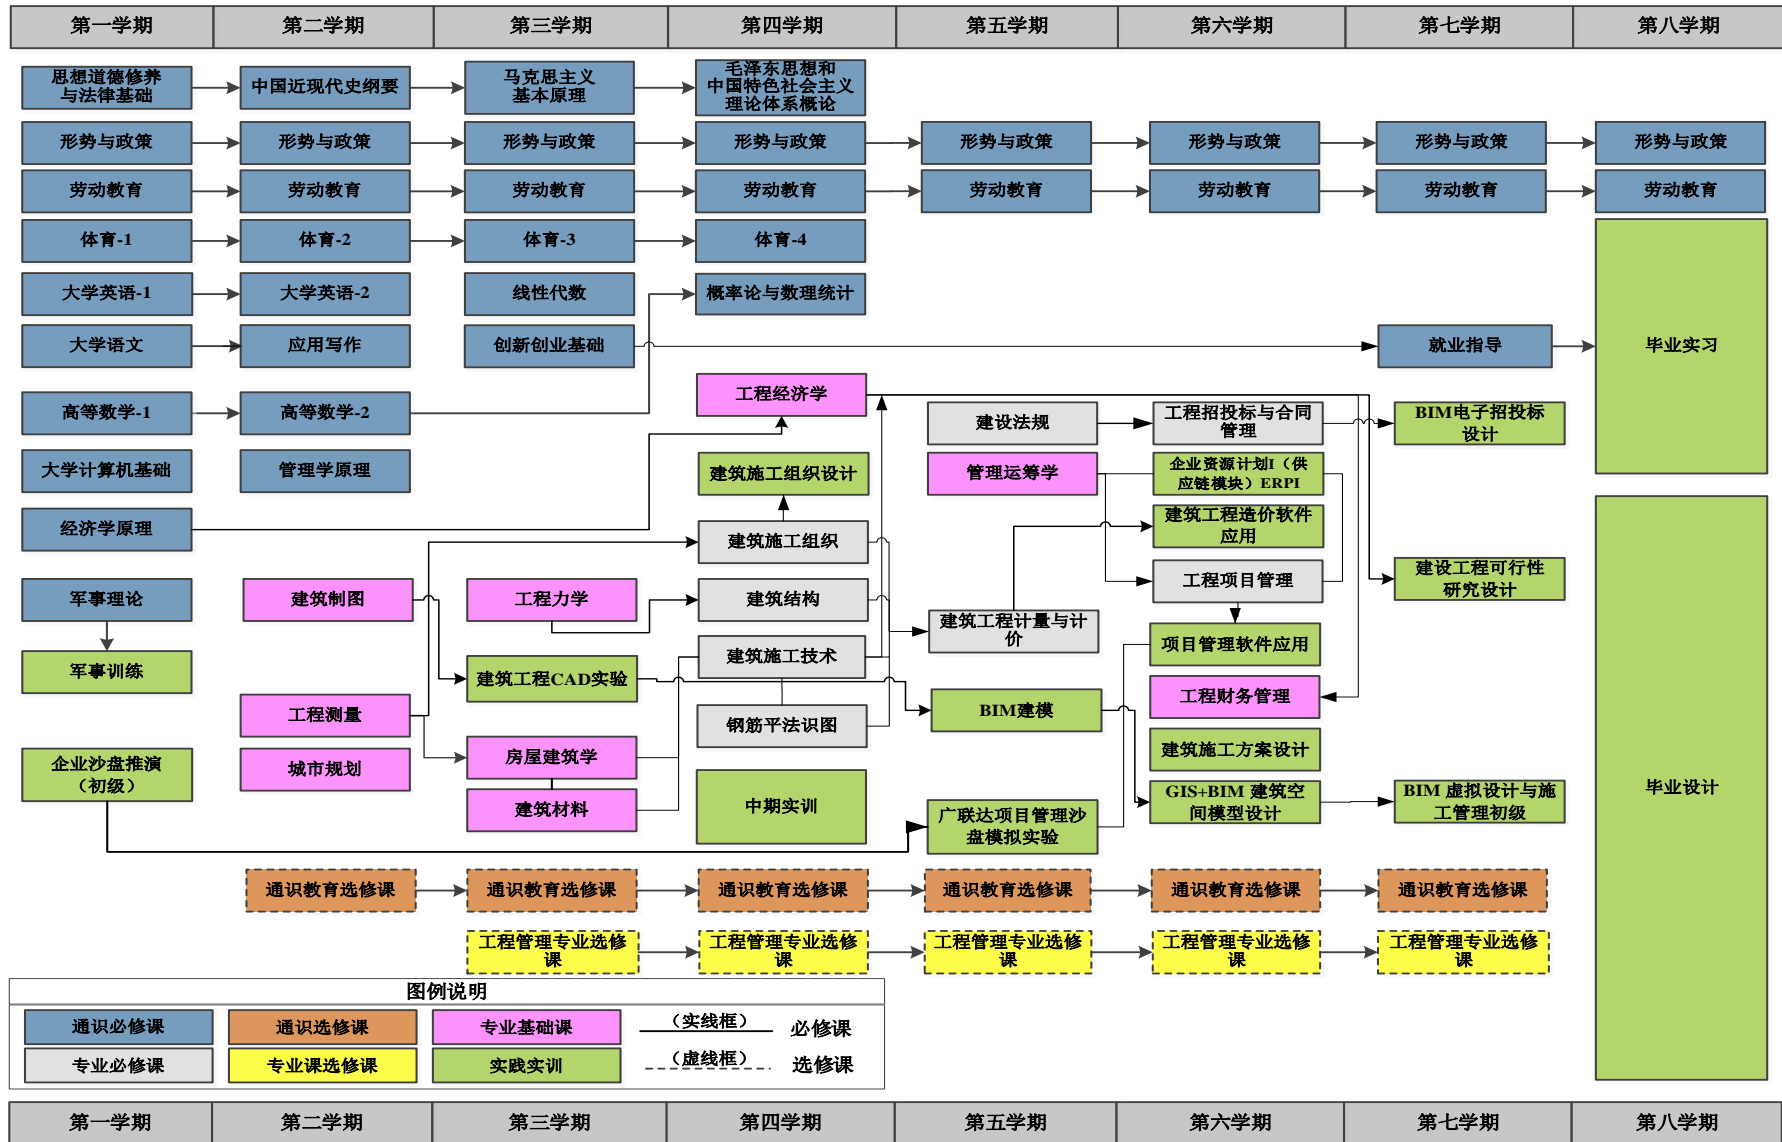 第一学期 第二学期 第三学期 第四学期 第五学期 第六学期 第七学期 第八学期
思想道德修养
与法律基础
中国近现代史纲要
马克思主义
基本原理
毛泽东思想和
中国特色社会主义
理论体系概论
形势与政策 形势与政策 形势与政策 形势与政策 形势与政策 形势与政策 形势与政策 形势与政策
劳动教育 劳动教育 劳动教育 劳动教育 劳动教育 劳动教育 劳动教育 劳动教育
体育-1 体育-2 体育-3 体育-4
大学英语-1 大学英语-2 线性代数 概率论与数理统计
大学语文 应用写作 创新创业基础 就业指导 毕业实习
工程经济学
高等数学-1 高等数学-2
建设法规
工程招投标与合同
管理
BIM电子招投标
设计
大学计算机基础 管理学原理 建筑施工组织设计 管理运筹学
企业资源计划I（供
应链模块）ERPI
经济学原理 建筑施工组织
建筑工程造价软件
应用
军事理论 建筑制图 工程力学 建筑结构
工程项目管理
建设工程可行性
研究设计
建筑工程计量与计
价
军事训练 建筑工程CAD实验 建筑施工技术 项目管理软件应用
工程测量 钢筋平法识图 BIM建模 工程财务管理
企业沙盘推演
（初级）
城市规划 房屋建筑学 建筑施工方案设计
建筑材料 中期实训
广联达项目管理沙
盘模拟实验
GIS+BIM 建筑空
间模型设计
BIM 虚拟设计与施
工管理初级
毕业设计
通识教育选修课 通识教育选修课 通识教育选修课 通识教育选修课 通识教育选修课 通识教育选修课
工程管理专业选修
课
工程管理专业选修
课
工程管理专业选修
课
工程管理专业选修
课
工程管理专业选修
课
图例说明
通识必修课 通识选修课 专业基础课 （实线框） 必修课
专业必修课 专业课选修课 实践实训 （虚线框） 选修课
第一学期 第二学期 第三学期 第四学期 第五学期 第六学期 第七学期 第八学期